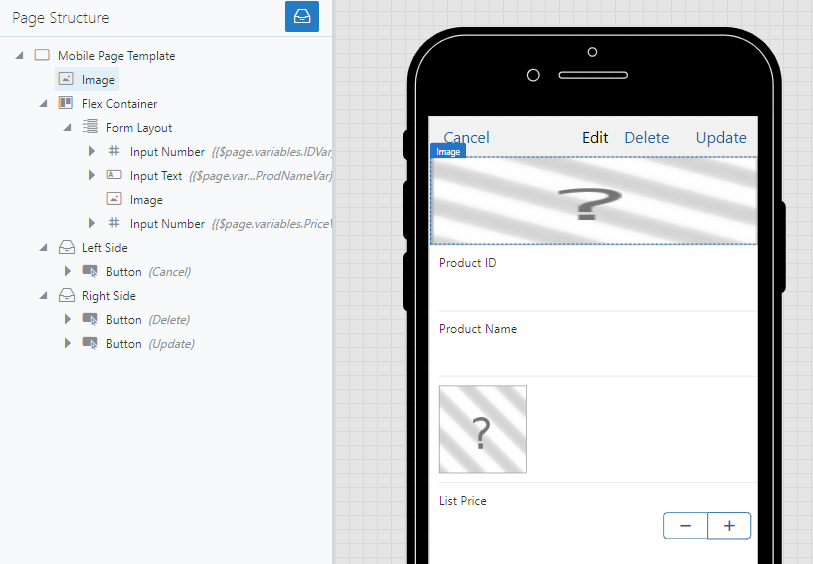 Page Structure
Mobile Page Template
Image
Flex Container
Form Layout
Input Number {{$page.variables.IDVar
Input Text {{$page.var...ProdNameVar}
Image
Input Number {{$page.variables.PriceV
Left Side
Button (Cancel)
Right Side
Button (Delete)
Button (Update)
Cancel Edit Delete Update
Image
?
Product ID
Product Name
?
List Price
− +